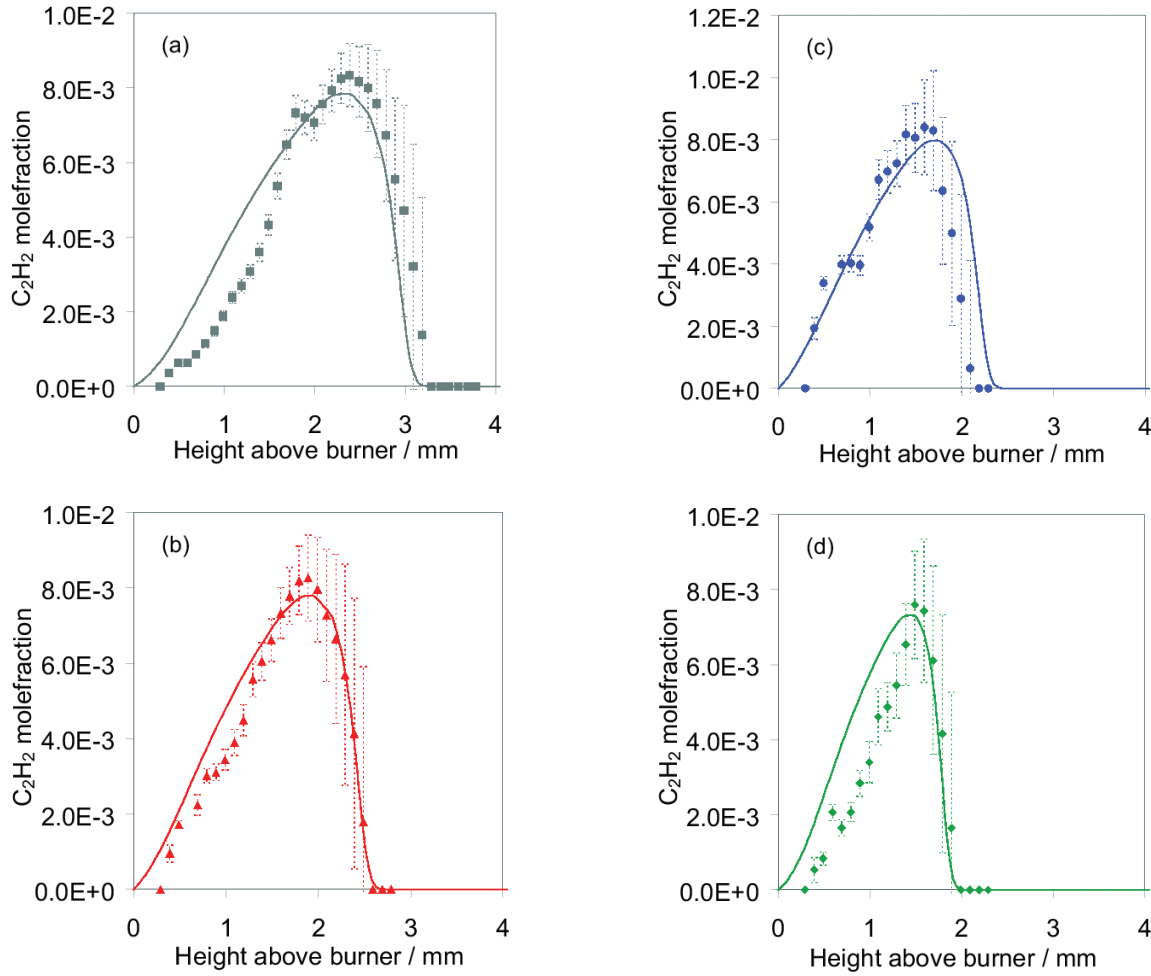 (a)
C₂H₂ molefraction
1.0E-2
8.0E-3
6.0E-3
4.0E-3
2.0E-3
0.0E+0
0 1 2 3 4
Height above burner / mm
(c)
C₂H₂ molefraction
1.2E-2
1.0E-2
8.0E-3
6.0E-3
4.0E-3
2.0E-3
0.0E+0
0 1 2 3 4
Height above burner / mm
(b)
C₂H₂ molefraction
1.0E-2
8.0E-3
6.0E-3
4.0E-3
2.0E-3
0.0E+0
0 1 2 3 4
Height above burner / mm
(d)
C₂H₂ molefraction
1.0E-2
8.0E-3
6.0E-3
4.0E-3
2.0E-3
0.0E+0
0 1 2 3 4
Height above burner / mm